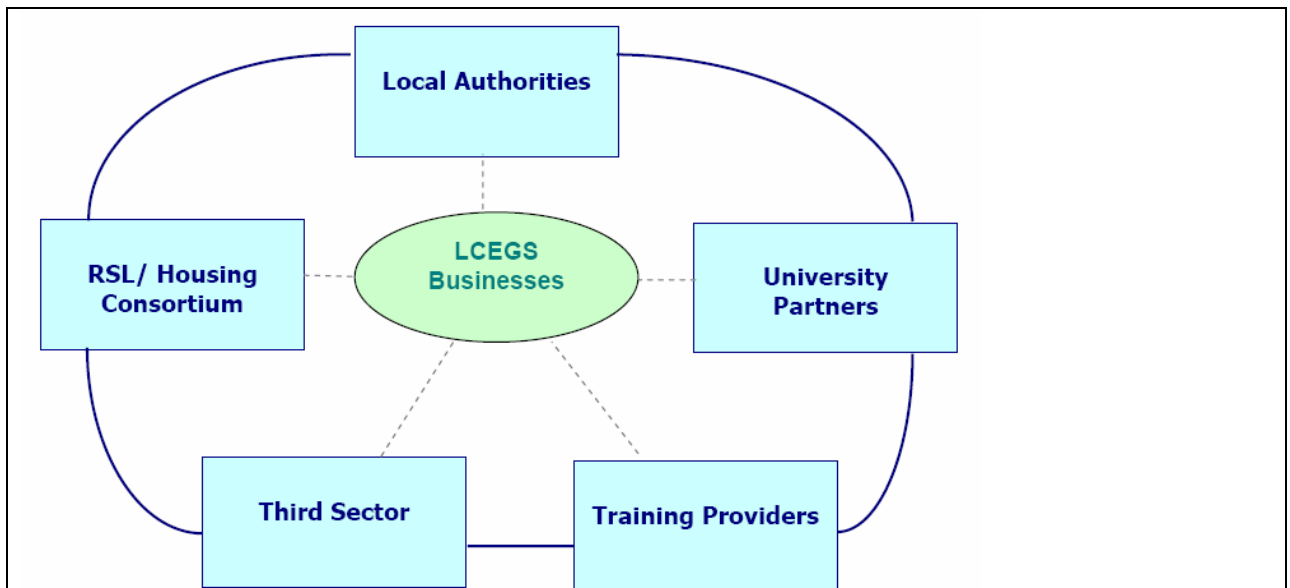 Local Authorities
LCEGS
Businesses
RSL/ Housing
Consortium
University
Partners
Third Sector
Training Providers